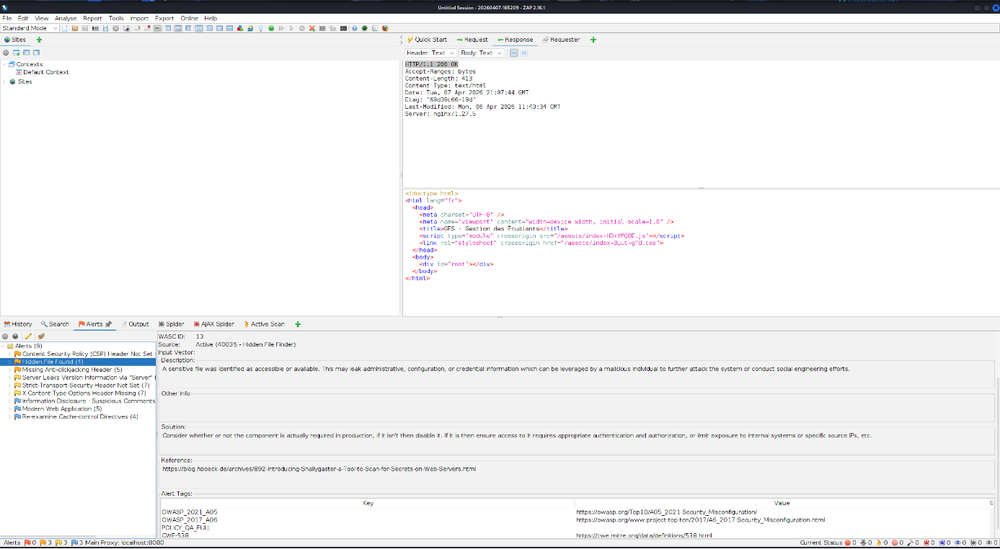 Untitled Session - 20260407-165209 - ZAP 2.16.1
File Edit View Analyse Report Tools Import Export Online Help
Standard Mode
Sites
Quick Start Request Response Requester
Header: Text Body: Text
Contexts
Default Context
Sites
HTTP/1.1 200 OK
Accept-Ranges: bytes
Content-Length: 413
Content-Type: text/html
Date: Tue, 07 Apr 2026 21:07:44 GMT
Etag: "69d39c66-19d"
Last-Modified: Mon, 06 Apr 2026 11:43:34 GMT
Server: nginx/1.27.5
<!doctype html>
<html lang="fr">
<head>
<meta charset="UTF-8" />
<meta name="viewport" content="width=device-width, initial-scale=1.0" />
<title>GES - Gestion des Étudiants</title>
<script type="module" crossorigin src="/assets/index-HDxVMQ0E.js"></script>
<link rel="stylesheet" crossorigin href="/assets/index-BLut-gTU.css">
</head>
<body>
<div id="root"></div>
</body>
</html>
History Search Alerts Output Spider AJAX Spider Active Scan
Alerts (9)
Content Security Policy (CSP) Header Not Set
Hidden File Found (4)
Missing Anti-clickjacking Header (5)
Server Leaks Version Information via "Server"
Strict-Transport-Security Header Not Set (7)
X-Content-Type-Options Header Missing (7)
Information Disclosure - Suspicious Comments
Modern Web Application (5)
Re-examine Cache-control Directives (4)
WASC ID: 13
Source: Active (40035 - Hidden File Finder)
Input Vector:
Description:
A sensitive file was identified as accessible or available. This may leak administrative, configuration, or credential information which can be leveraged by a malicious individual to further attack the system or conduct social engineering efforts.
Other Info:
Solution:
Consider whether or not the component is actually required in production, if it isn't then disable it. If it is then ensure access to it requires appropriate authentication and authorization, or limit exposure to internal systems or specific source IPs, etc.
Reference:
https://blog.hboeck.de/archives/892-Introducing-Snallygaster-a-Tool-to-Scan-for-Secrets-on-Web-Servers.html
Alert Tags:
Key Value
OWASP_2021_A05 https://owasp.org/Top10/A05_2021-Security_Misconfiguration/
OWASP_2017_A06 https://owasp.org/www-project-top-ten/2017/A6_2017-Security_Misconfiguration.html
POLICY_QA_FULL
CWE-538 https://cwe.mitre.org/data/definitions/538.html
Alerts 0 3 3 3 Main Proxy: localhost:8080
Current Status 0 0 0 0 0 0 0 0 0 0